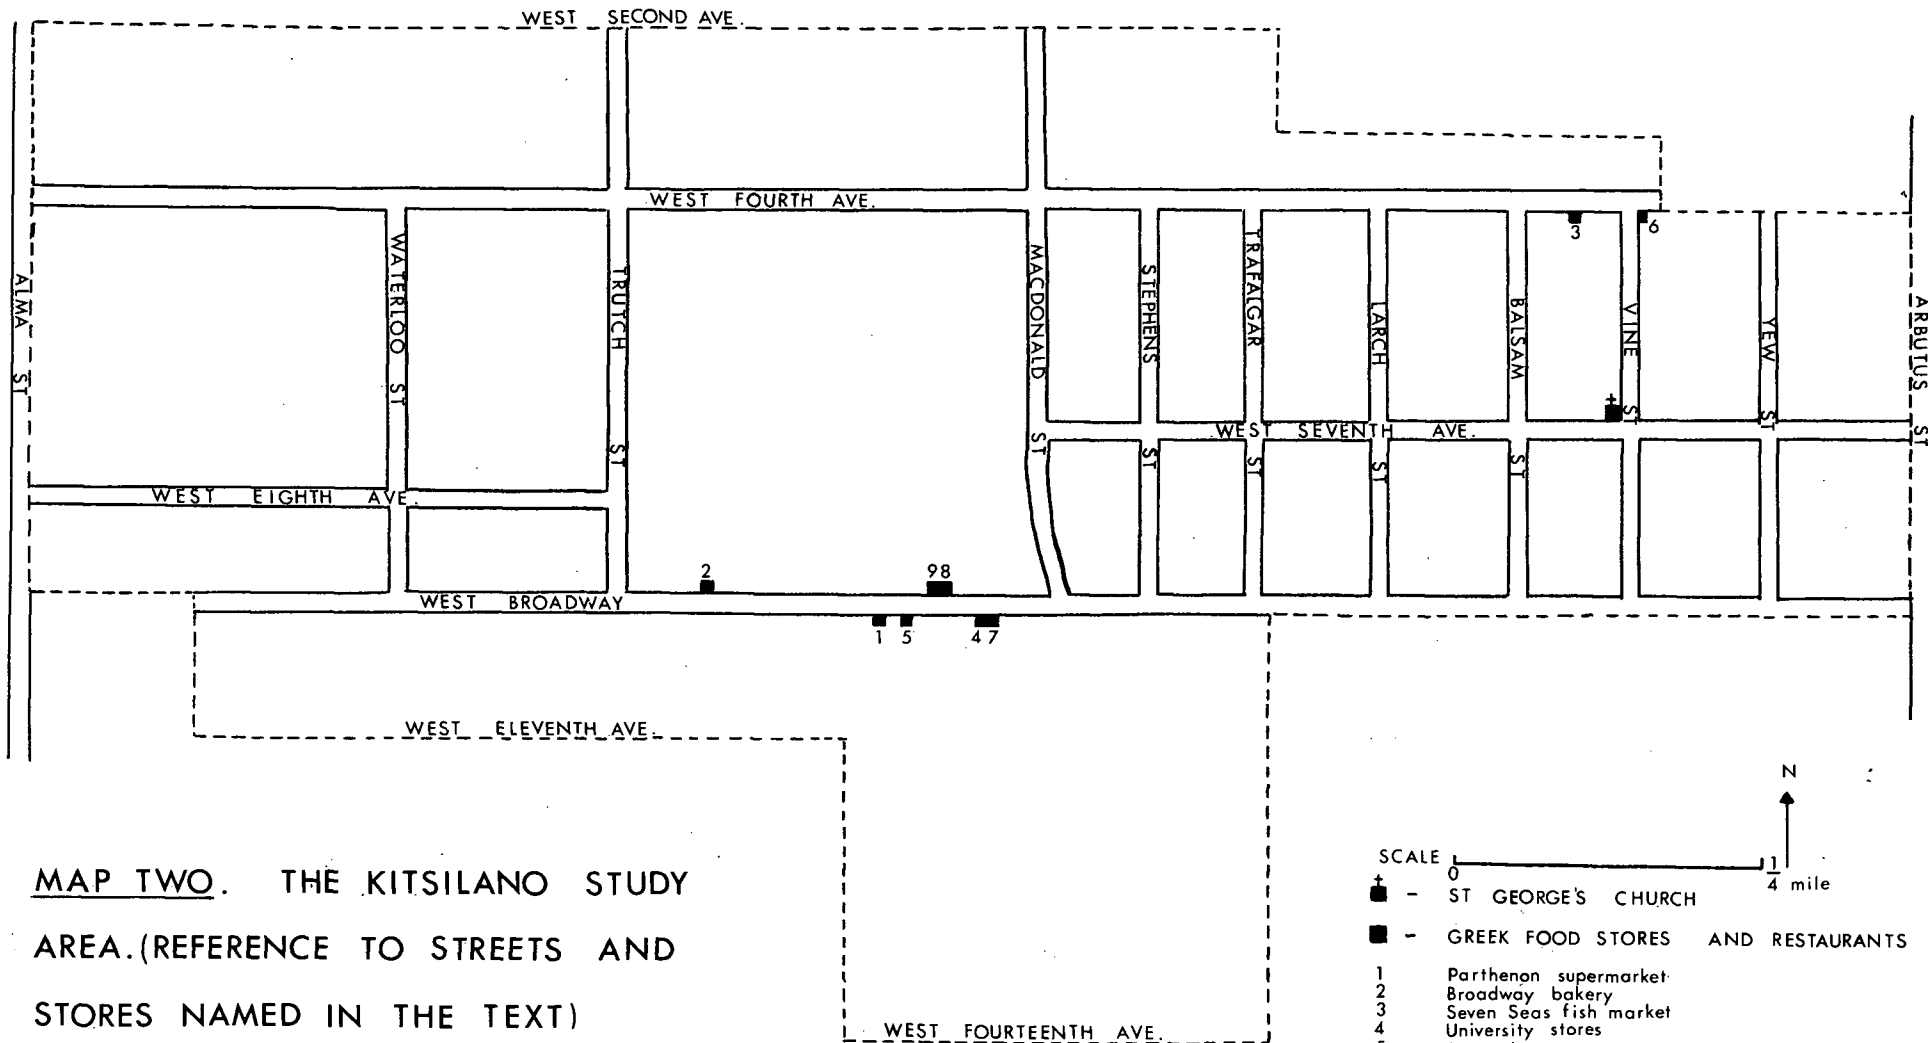 WEST SECOND AVE.
WEST FOURTH AVE.
3
6
ALMA ST
WATERLOO ST
TRUTCH ST
MACDONALD ST
STEPHENS ST
TRAFALGAR ST
LARCH ST
BALSAM ST
VINE ST
YEW ST
ARBUTUS ST
WEST SEVENTH AVE.
WEST EIGHTH AVE.
2
98
WEST BROADWAY
1 5 4 7
WEST ELEVENTH AVE.
N
SCALE
0 1/4 mile
MAP TWO. THE KITSILANO STUDY
AREA.(REFERENCE TO STREETS AND
STORES NAMED IN THE TEXT)
- ST GEORGE'S CHURCH
- GREEK FOOD STORES AND RESTAURANTS
1 Parthenon supermarket
2 Broadway bakery
3 Seven Seas fish market
4 University stores
WEST FOURTEENTH AVE.